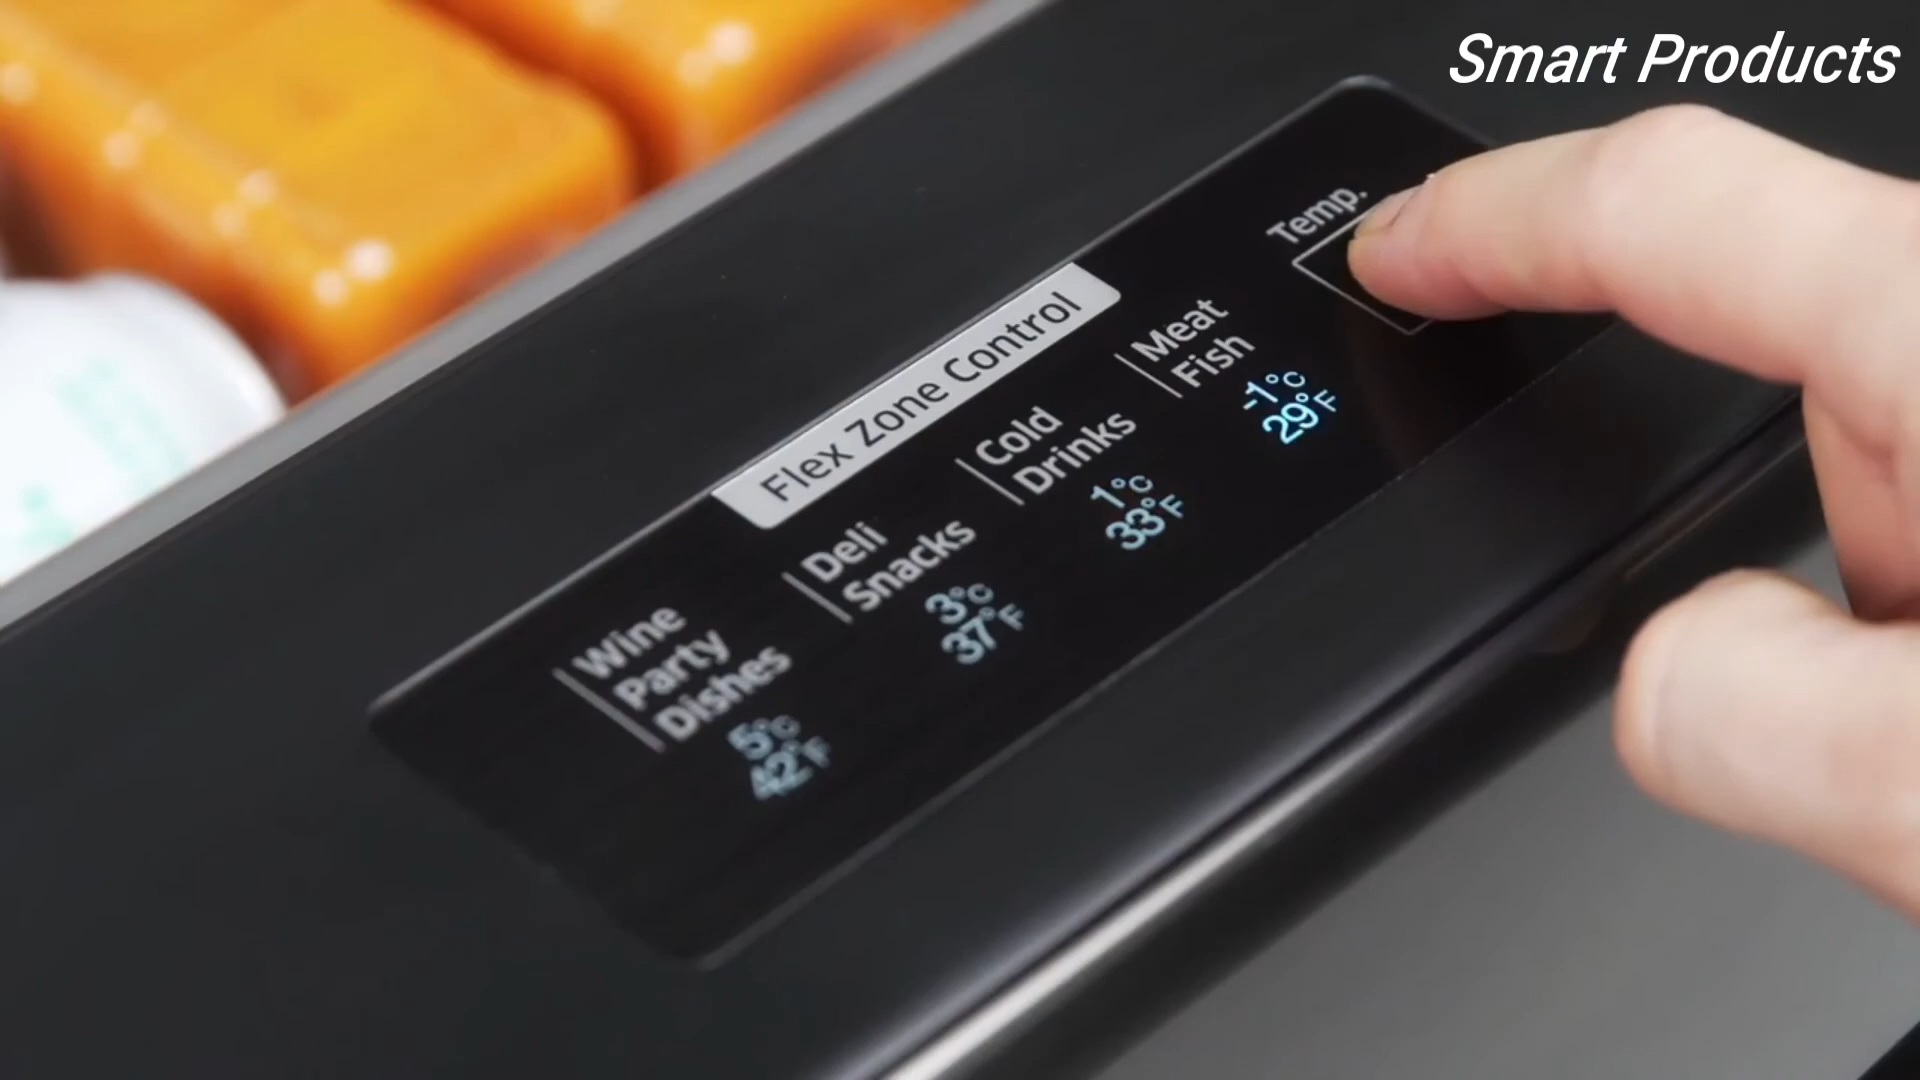 Smart Products
Temp.
Flex Zone Control
Wine
Party
Dishes
5°C
42°F
Deli
Snacks
3°C
37°F
Cold
Drinks
1°C
33°F
Meat
Fish
-1°C
29°F